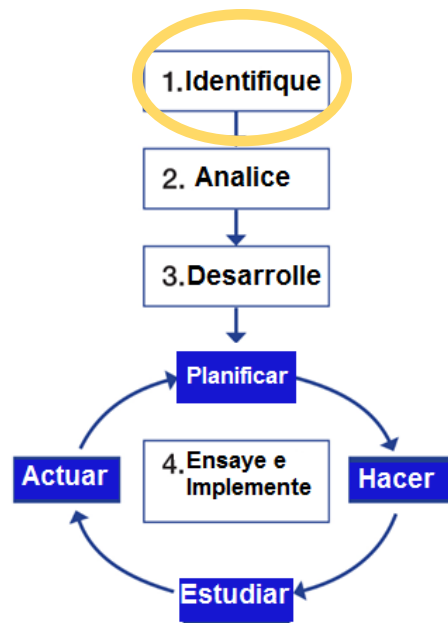 1. Identifique
2. Analice
3. Desarrolle
Planificar
Actuar
4. Ensaye e
Implemente
Hacer
Estudiar